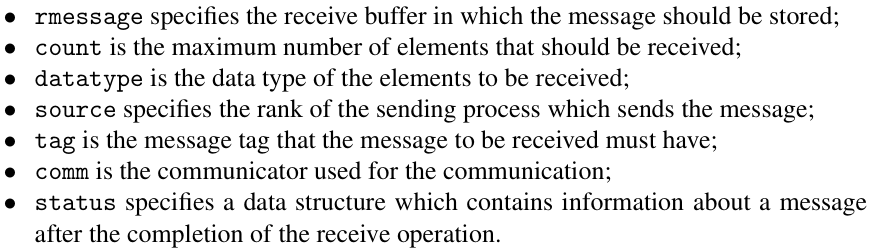 • rmessage specifies the receive buffer in which the message should be stored;
• count is the maximum number of elements that should be received;
• datatype is the data type of the elements to be received;
• source specifies the rank of the sending process which sends the message;
• tag is the message tag that the message to be received must have;
• comm is the communicator used for the communication;
• status specifies a data structure which contains information about a message
after the completion of the receive operation.